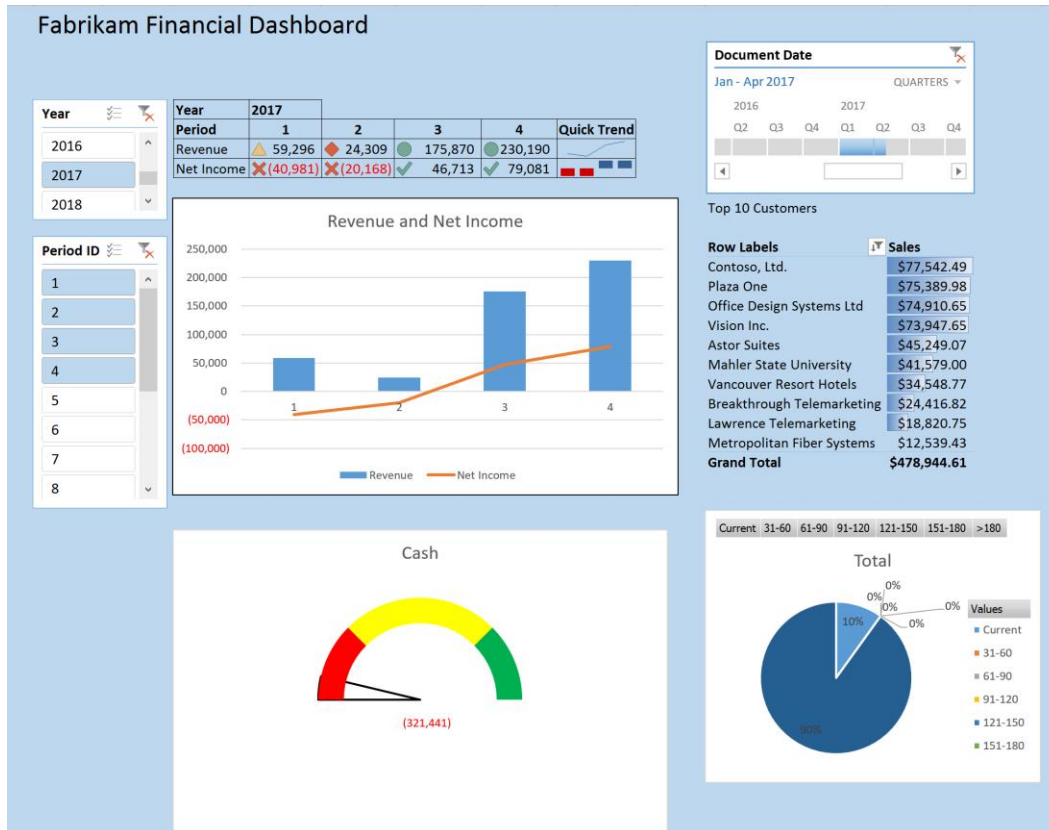 Fabrikam Financial Dashboard
Document Date
Jan - Apr 2017 QUARTERS
2016 2017
Q2 Q3 Q4 Q1 Q2 Q3 Q4
Year
2016
2017
2018
Year 2017
Period 1 2 3 4 Quick Trend
Revenue 59,296 24,309 175,870 230,190
Net Income (40,981) (20,168) 46,713 79,081
Period ID
1
2
3
4
5
6
7
8
Revenue and Net Income
250,000
200,000
150,000
100,000
50,000
0
(50,000)
(100,000)
1 2 3 4
Revenue Net Income
Top 10 Customers
Row Labels Sales
Contoso, Ltd. $77,542.49
Plaza One $75,389.98
Office Design Systems Ltd $74,910.65
Vision Inc. $73,947.65
Astor Suites $45,249.07
Mahler State University $41,579.00
Vancouver Resort Hotels $34,548.77
Breakthrough Telemarketing $24,416.82
Lawrence Telemarketing $18,820.75
Metropolitan Fiber Systems $12,539.43
Grand Total $478,944.61
Cash
(321,441)
Current 31-60 61-90 91-120 121-150 151-180 >180
Total
0%
0%
0%
0%
0%
10%
90%
Values
Current
31-60
61-90
91-120
121-150
151-180